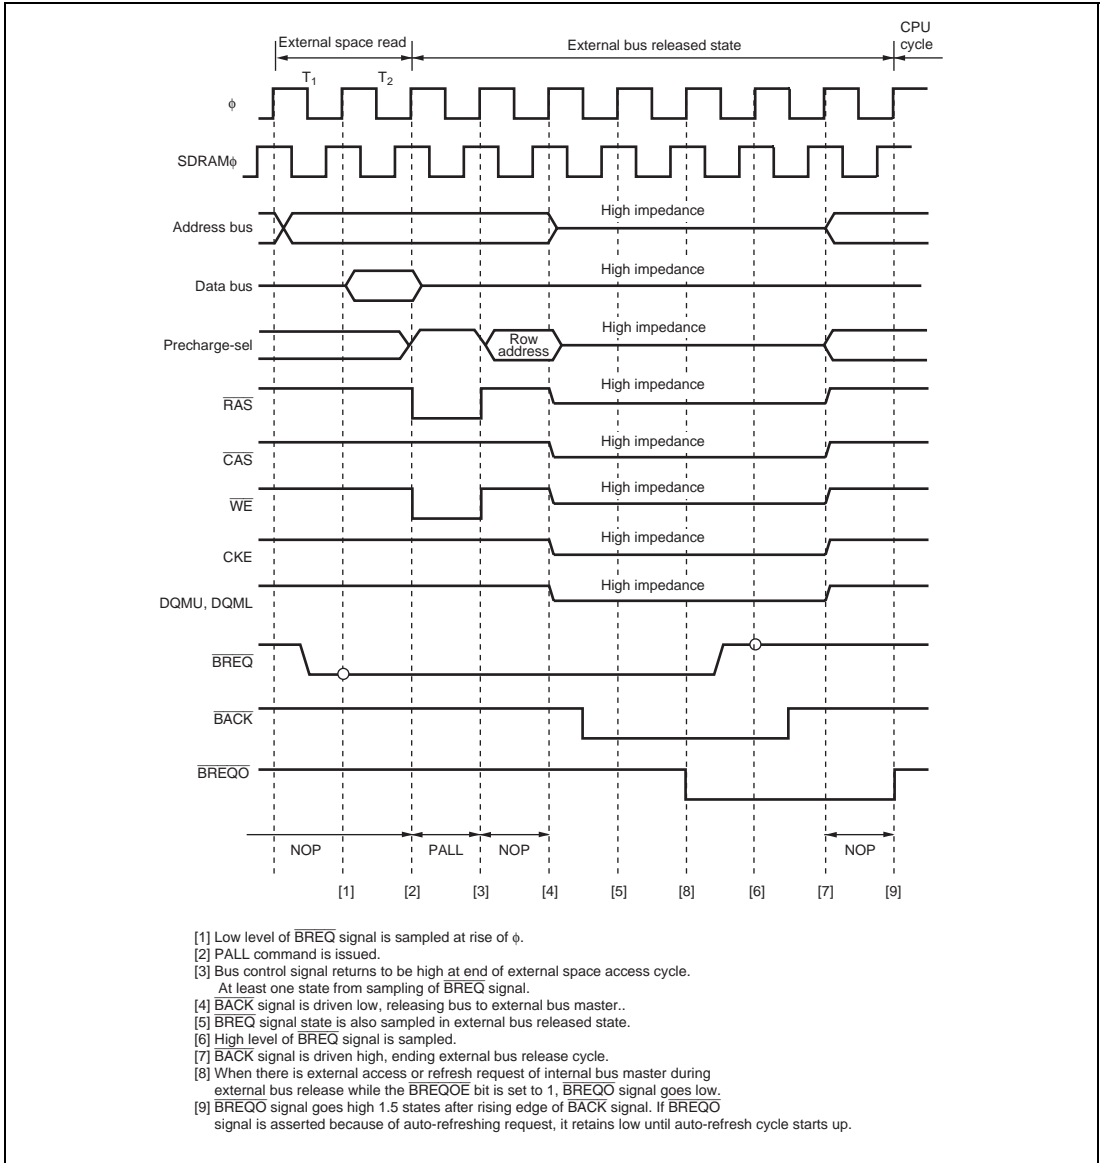 External space read
External bus released state
CPU
cycle
T1
T2
ϕ
SDRAMϕ
Address bus
High impedance
Data bus
High impedance
Precharge-sel
Row
address
High impedance
RAS
High impedance
CAS
High impedance
WE
High impedance
CKE
High impedance
DQMU, DQML
High impedance
BREQ
BACK
BREQO
NOP
PALL
NOP
NOP
[1]
[2]
[3]
[4]
[5]
[8]
[6]
[7]
[9]
[1] Low level of BREQ signal is sampled at rise of ϕ.
[2] PALL command is issued.
[3] Bus control signal returns to be high at end of external space access cycle.
At least one state from sampling of BREQ signal.
[4] BACK signal is driven low, releasing bus to external bus master..
[5] BREQ signal state is also sampled in external bus released state.
[6] High level of BREQ signal is sampled.
[7] BACK signal is driven high, ending external bus release cycle.
[8] When there is external access or refresh request of internal bus master during
external bus release while the BREQOE bit is set to 1, BREQO signal goes low.
[9] BREQO signal goes high 1.5 states after rising edge of BACK signal. If BREQO
signal is asserted because of auto-refreshing request, it retains low until auto-refresh cycle starts up.